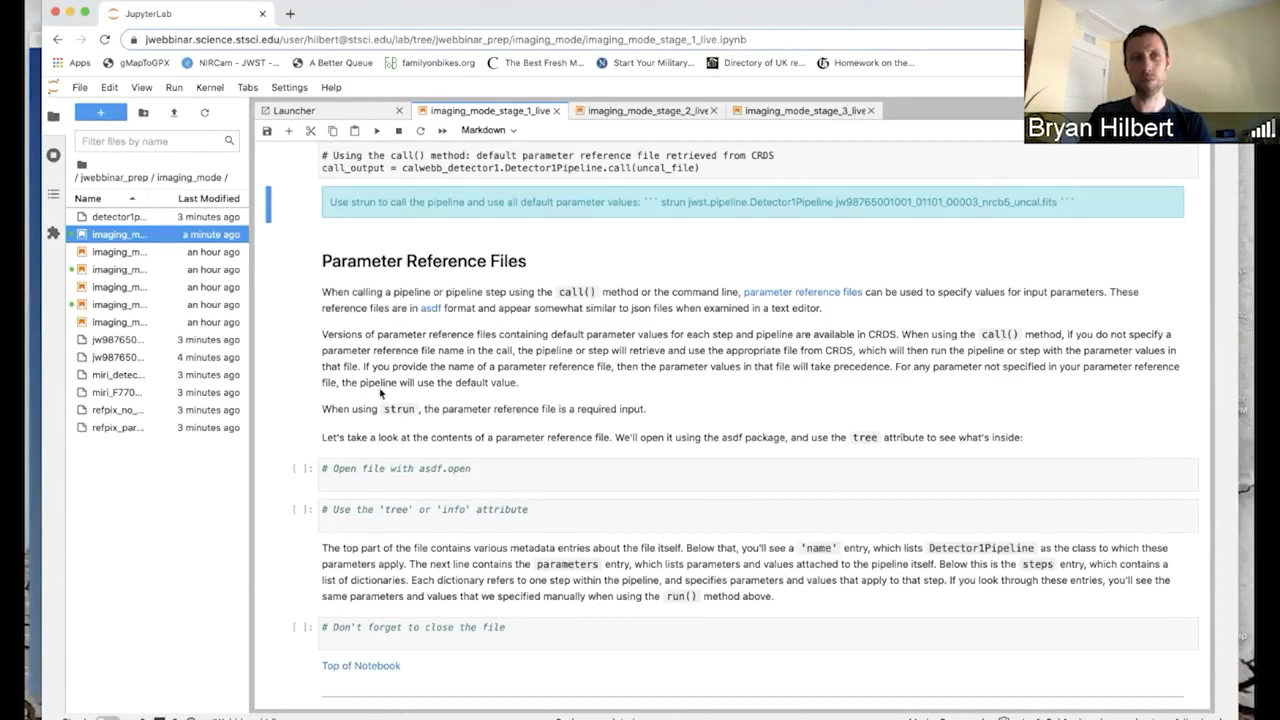 JupyterLab
jwebbinar.science.stsci.edu/user/hilbert@stsci.edu/lab/tree/jwebbinar_prep/imaging_mode/imaging_mode_stage_1_live.ipynb
Apps gMapToGPX NIRCam - JWST -... A Better Queue familyonbikes.org The Best Fresh M... Start Your Military... Directory of UK re... Homework on the...
Bryan Hilbert
File Edit View Run Kernel Tabs Settings Help
Launcher imaging_mode_stage_1_live imaging_mode_stage_2_live imaging_mode_stage_3_live
Markdown
Filter files by name
/ jwebbinar_prep / imaging_mode /
Name Last Modified
detector1p... 3 minutes ago
imaging_m... a minute ago
imaging_m... an hour ago
imaging_m... an hour ago
imaging_m... an hour ago
imaging_m... an hour ago
imaging_m... an hour ago
jw987650... 3 minutes ago
jw987650... 4 minutes ago
miri_detec... 3 minutes ago
miri_F770... 3 minutes ago
refpix_no_... 3 minutes ago
refpix_par... 3 minutes ago
# Using the call() method: default parameter reference file retrieved from CRDS
call_output = calwebb_detector1.Detector1Pipeline.call(uncal_file)
Use strun to call the pipeline and use all default parameter values: ``` strun jwst.pipeline.Detector1Pipeline jw98765001001_01101_00003_nrcb5_uncal.fits ```
Parameter Reference Files
When calling a pipeline or pipeline step using the call() method or the command line, parameter reference files can be used to specify values for input parameters. These
reference files are in asdf format and appear somewhat similar to json files when examined in a text editor.
Versions of parameter reference files containing default parameter values for each step and pipeline are available in CRDS. When using the call() method, if you do not specify a
parameter reference file name in the call, the pipeline or step will retrieve and use the appropriate file from CRDS, which will then run the pipeline or step with the parameter values in
that file. If you provide the name of a parameter reference file, then the parameter values in that file will take precedence. For any parameter not specified in your parameter reference
file, the pipeline will use the default value.
When using strun, the parameter reference file is a required input.
Let's take a look at the contents of a parameter reference file. We'll open it using the asdf package, and use the tree attribute to see what's inside:
[ ]: # Open file with asdf.open
[ ]: # Use the 'tree' or 'info' attribute
The top part of the file contains various metadata entries about the file itself. Below that, you'll see a 'name' entry, which lists Detector1Pipeline as the class to which these
parameters apply. The next line contains the parameters entry, which lists parameters and values attached to the pipeline itself. Below this is the steps entry, which contains a
list of dictionaries. Each dictionary refers to one step within the pipeline, and specifies parameters and values that apply to that step. If you look through these entries, you'll see the
same parameters and values that we specified manually when using the run() method above.
[ ]: # Don't forget to close the file
Top of Notebook